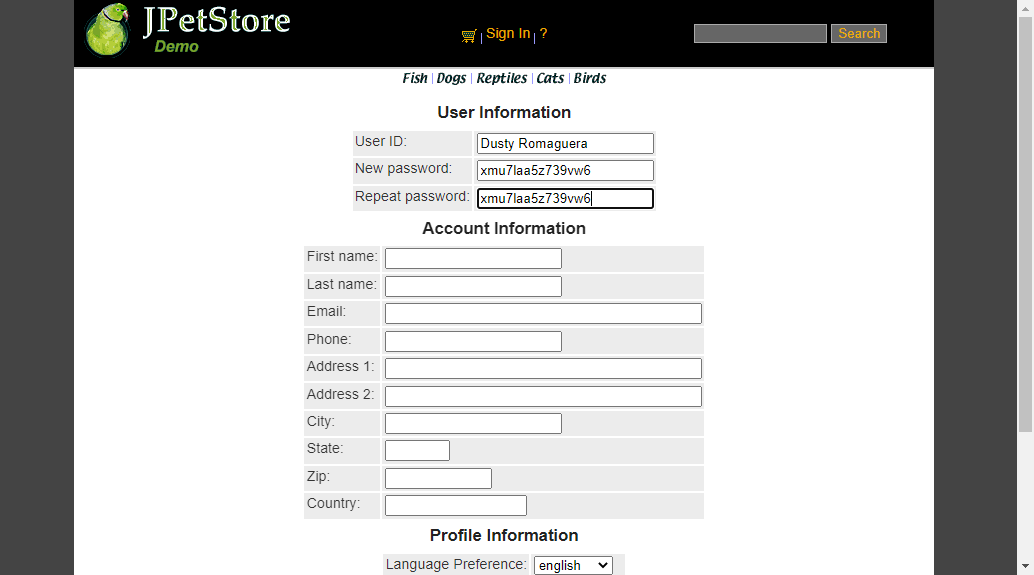 JPetStore
Demo
Sign In ?
Search
Fish Dogs Reptiles Cats Birds
User Information
User ID: Dusty Romaguera
New password: xmu7laa5z739vw6
Repeat password: xmu7laa5z739vw6
Account Information
First name:
Last name:
Email:
Phone:
Address 1:
Address 2:
City:
State:
Zip:
Country:
Profile Information
Language Preference: english